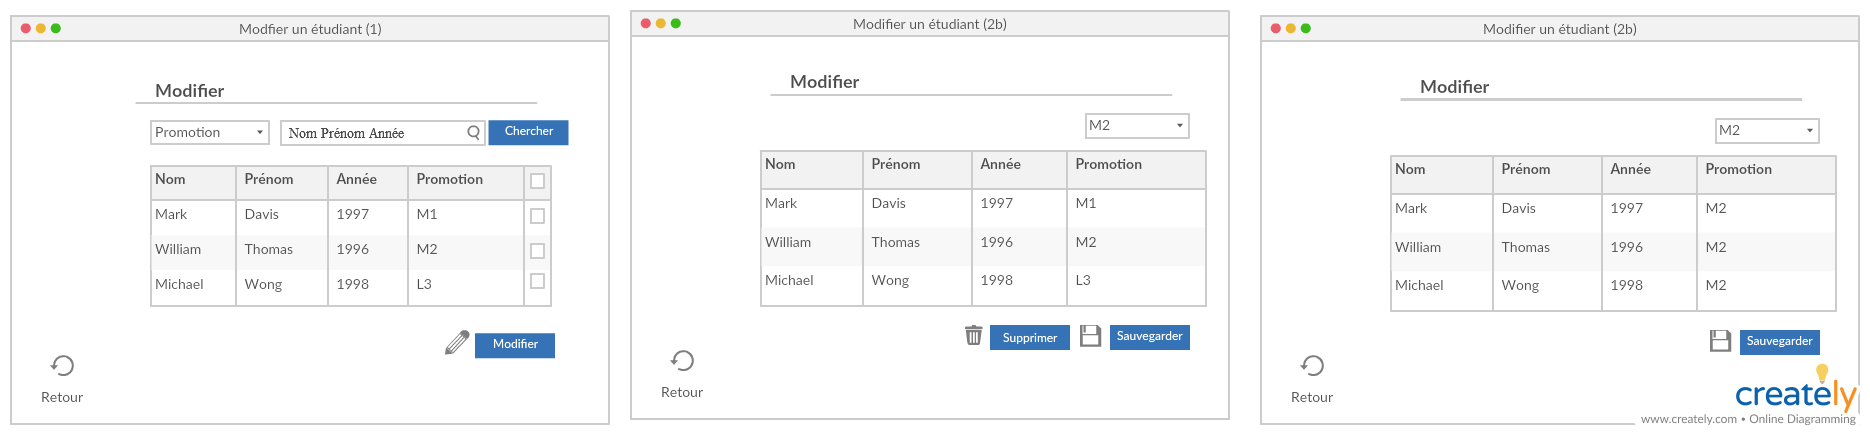 Modfier un étudiant (1)
Modifier
Promotion
Nom Prénom Année
Chercher
Nom Prénom Année Promotion
Mark Davis 1997 M1
William Thomas 1996 M2
Michael Wong 1998 L3
Modifier
Retour
Modifier un étudiant (2b)
Modifier
M2
Nom Prénom Année Promotion
Mark Davis 1997 M1
William Thomas 1996 M2
Michael Wong 1998 L3
Supprimer
Sauvegarder
Retour
Modifier un étudiant (2b)
Modifier
M2
Nom Prénom Année Promotion
Mark Davis 1997 M2
William Thomas 1996 M2
Michael Wong 1998 M2
Sauvegarder
Retour
creately
www.creately.com • Online Diagramming